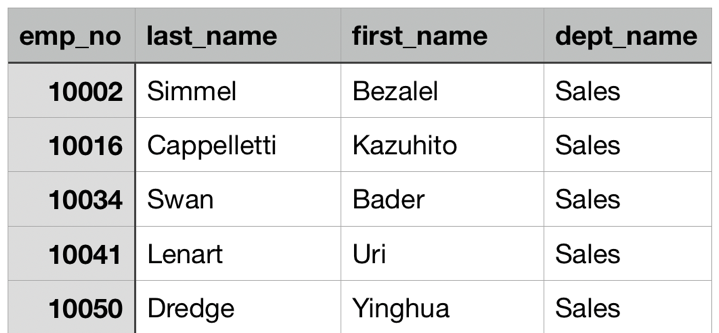 emp_no last_name first_name dept_name
10002 Simmel Bezalel Sales
10016 Cappelletti Kazuhito Sales
10034 Swan Bader Sales
10041 Lenart Uri Sales
10050 Dredge Yinghua Sales